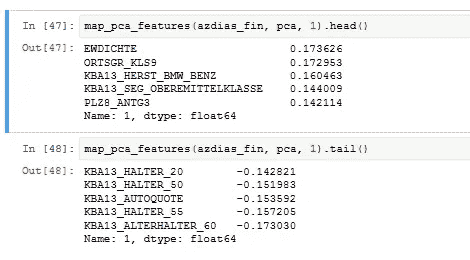 In [47]: map_pca_features(azdias_fin, pca, 1).head()
Out[47]: EWDICHTE 0.173626
ORTSGR_KLS9 0.172953
KBA13_HERST_BMW_BENZ 0.160463
KBA13_SEG_OBEREMITTELKLASSE 0.144009
PLZ8_ANTG3 0.142114
Name: 1, dtype: float64
In [48]: map_pca_features(azdias_fin, pca, 1).tail()
Out[48]: KBA13_HALTER_20 -0.142821
KBA13_HALTER_50 -0.151983
KBA13_AUTOQUOTE -0.153592
KBA13_HALTER_55 -0.157205
KBA13_ALTERHALTER_60 -0.173030
Name: 1, dtype: float64